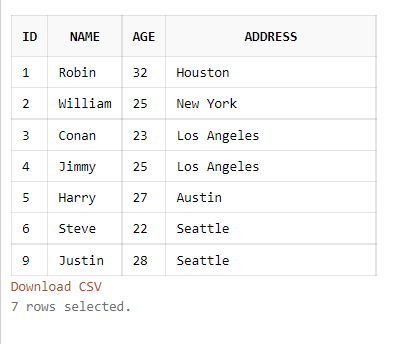 ID NAME AGE ADDRESS
1 Robin 32 Houston
2 William 25 New York
3 Conan 23 Los Angeles
4 Jimmy 25 Los Angeles
5 Harry 27 Austin
6 Steve 22 Seattle
9 Justin 28 Seattle
Download CSV
7 rows selected.